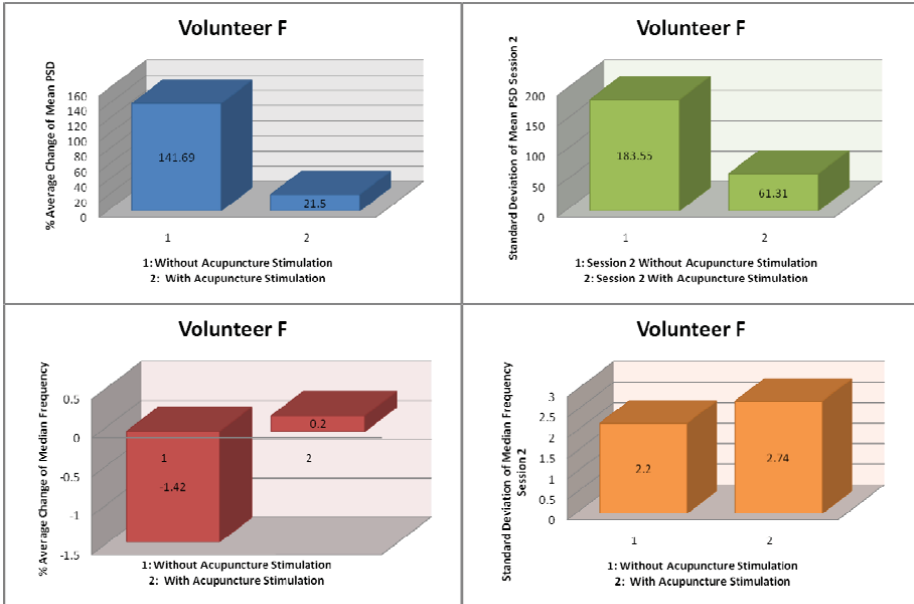 Volunteer F
% Average Change of Mean PSD
160
140
120
100
80
60
40
20
0
141.69
21.5
1
2
1: Without Acupuncture Stimulation
2: With Acupuncture Stimulation
Volunteer F
Standard Deviation of Mean PSD Session 2
200
150
100
50
0
183.55
61.31
1
2
1: Session 2 Without Acupuncture Stimulation
2: Session 2 With Acupuncture Stimulation
Volunteer F
% Average Change of Median Frequency
0.5
0
-0.5
-1
-1.5
1
-1.42
0.2
2
1: Without Acupuncture Stimulation
2: With Acupuncture Stimulation
Volunteer F
Standard Deviation of Median Frequency
Session 2
3
2.5
2
1.5
1
0.5
0
2.2
2.74
1
2
1: Without Acupuncture Stimulation
2: With Acupuncture Stimulation